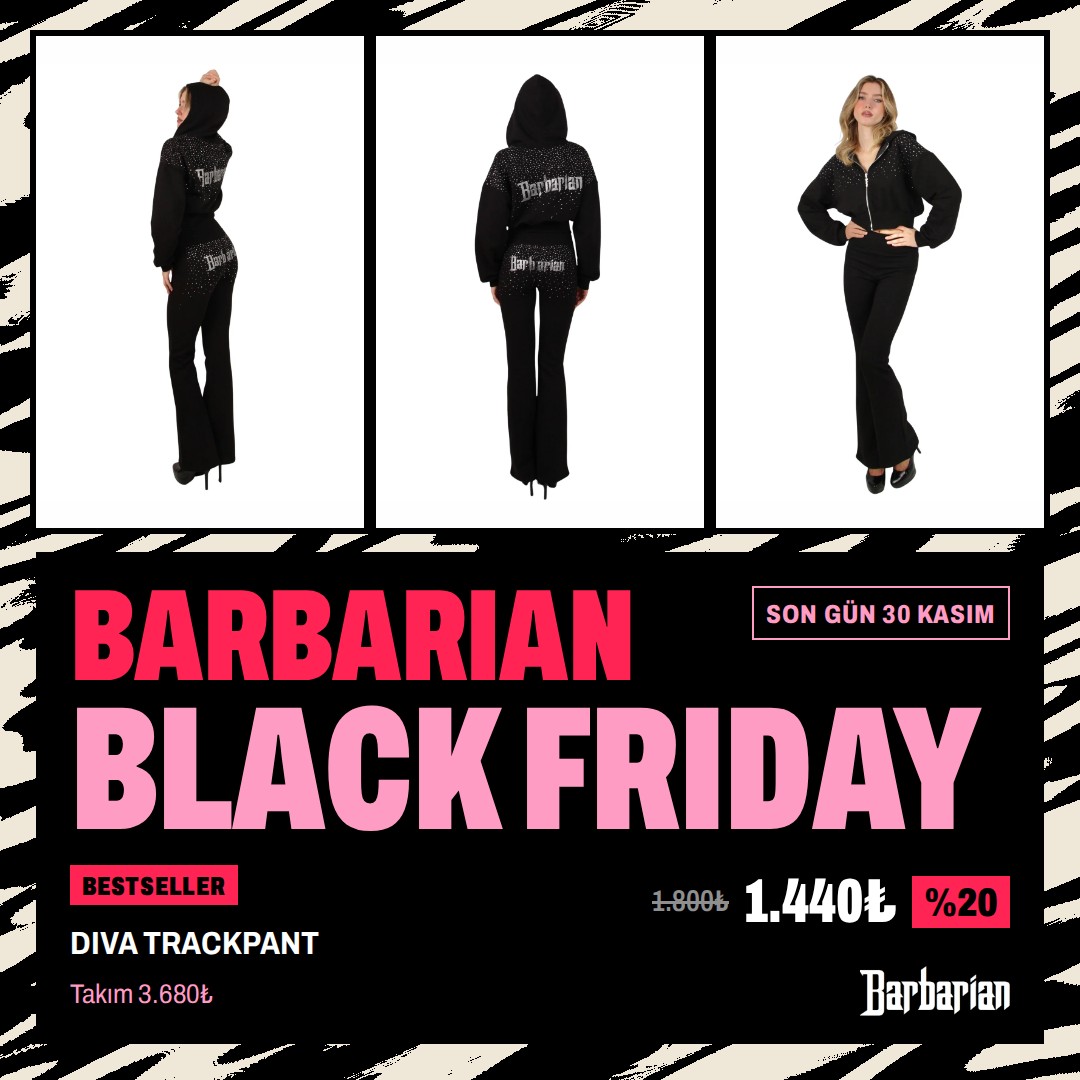 Barbarian
Barbarian
Barbarian
Barbarian
BARBARIAN
SON GÜN 30 KASIM
BLACK FRIDAY
BESTSELLER
1.800₺ 1.440₺ %20
DIVA TRACKPANT
Takım 3.680₺
Barbarian